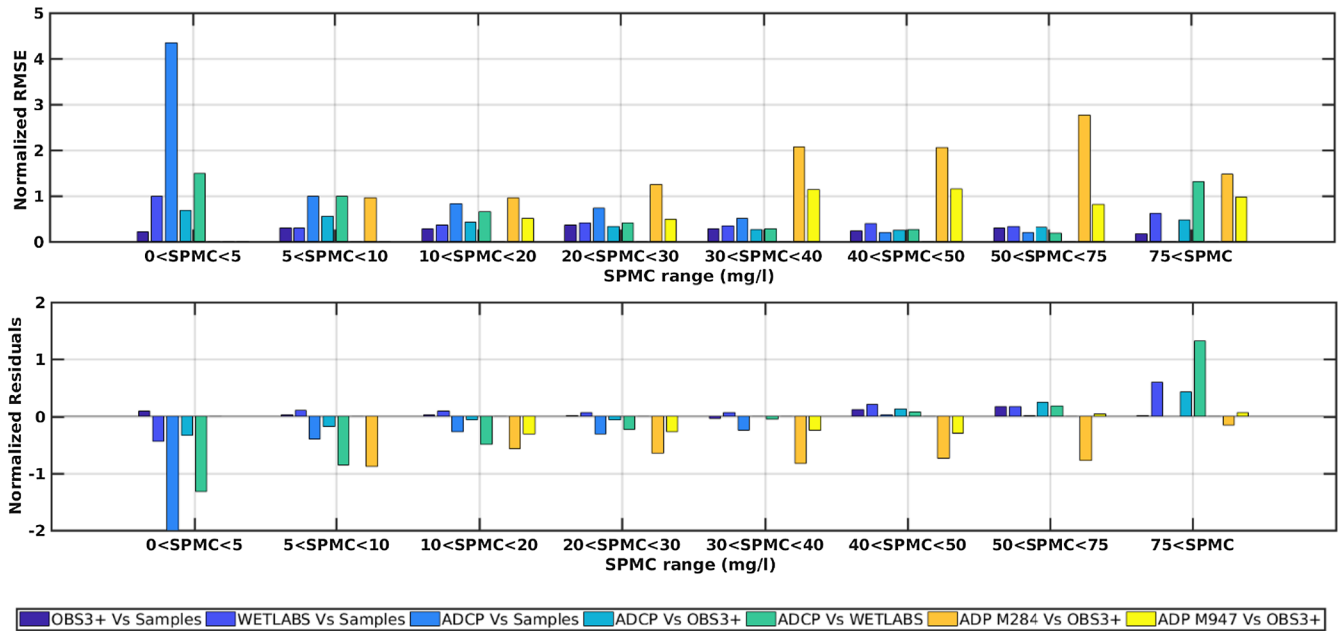 5
4
3
2
1
0
Normalized RMSE
0<SPMC<5 5<SPMC<10 10<SPMC<20 20<SPMC<30 30<SPMC<40 40<SPMC<50 50<SPMC<75 75<SPMC
SPMC range (mg/l)
2
1
0
-1
-2
Normalized Residuals
0<SPMC<5 5<SPMC<10 10<SPMC<20 20<SPMC<30 30<SPMC<40 40<SPMC<50 50<SPMC<75 75<SPMC
SPMC range (mg/l)
OBS3+ Vs Samples WETLABS Vs Samples ADCP Vs Samples ADCP Vs OBS3+ ADCP Vs WETLABS ADP M284 Vs OBS3+ ADP M947 Vs OBS3+